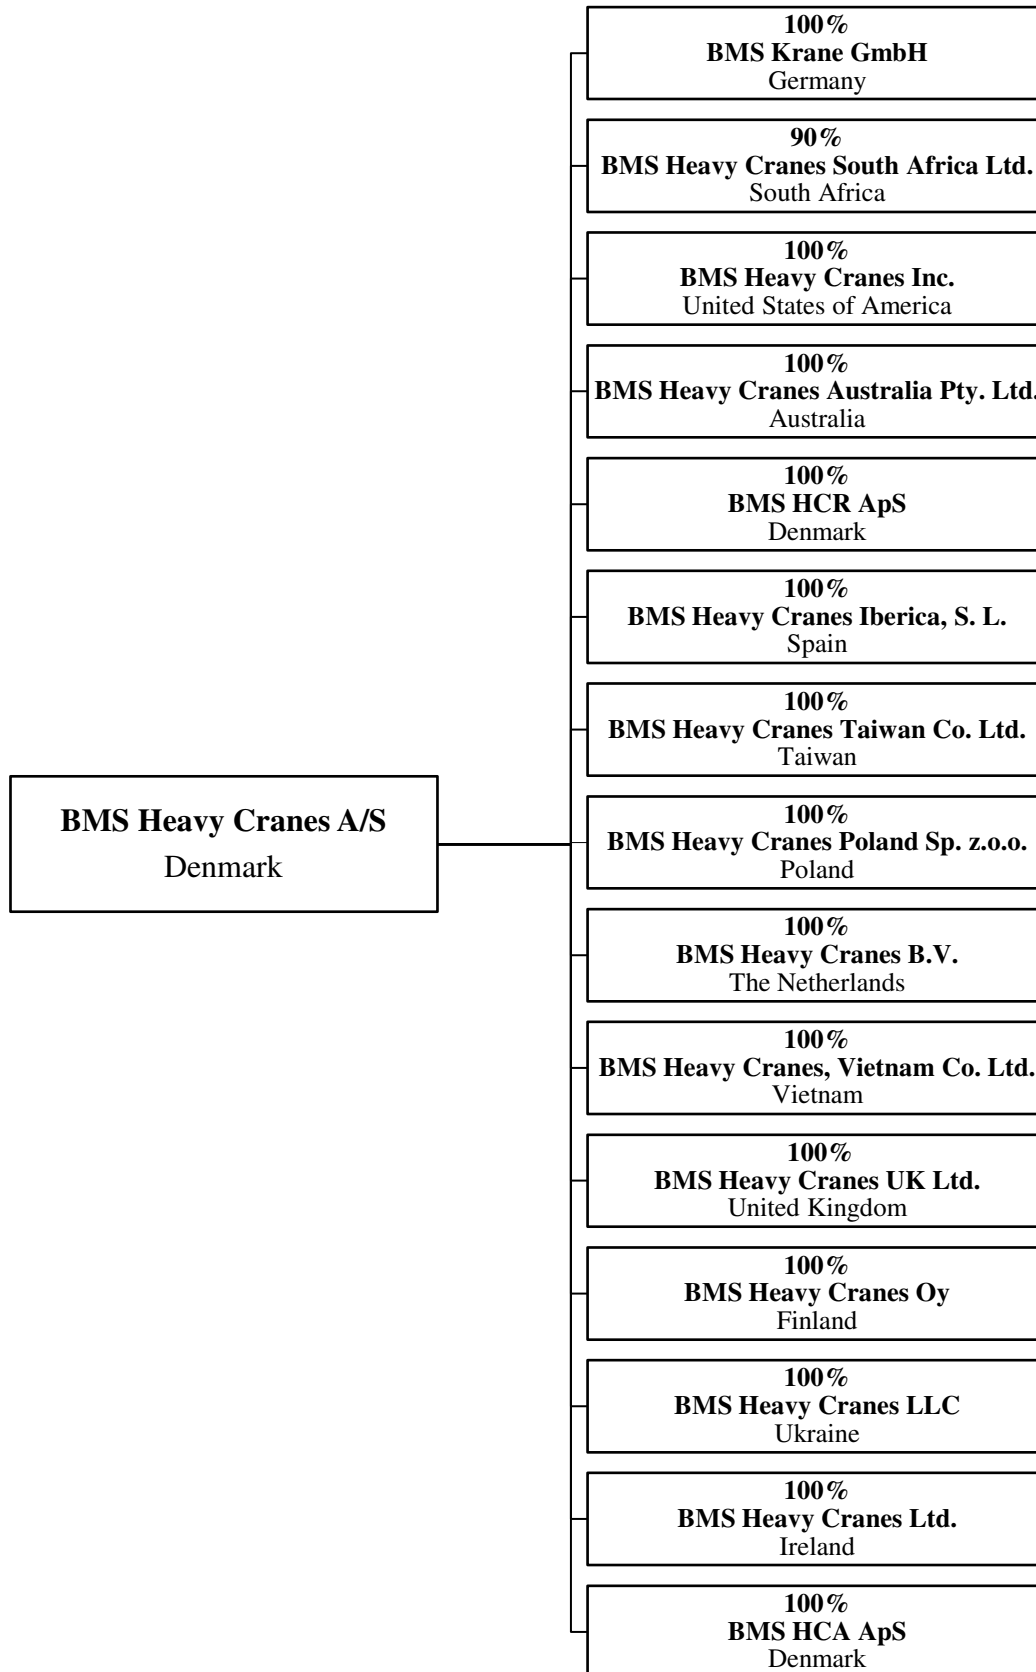 100%
BMS Krane GmbH
Germany
90%
BMS Heavy Cranes South Africa Ltd.
South Africa
100%
BMS Heavy Cranes Inc.
United States of America
100%
BMS Heavy Cranes Australia Pty. Ltd.
Australia
100%
BMS HCR ApS
Denmark
100%
BMS Heavy Cranes Iberica, S. L.
Spain
100%
BMS Heavy Cranes Taiwan Co. Ltd.
Taiwan
BMS Heavy Cranes A/S
Denmark
100%
BMS Heavy Cranes Poland Sp. z.o.o.
Poland
100%
BMS Heavy Cranes B.V.
The Netherlands
100%
BMS Heavy Cranes, Vietnam Co. Ltd.
Vietnam
100%
BMS Heavy Cranes UK Ltd.
United Kingdom
100%
BMS Heavy Cranes Oy
Finland
100%
BMS Heavy Cranes LLC
Ukraine
100%
BMS Heavy Cranes Ltd.
Ireland
100%
BMS HCA ApS
Denmark